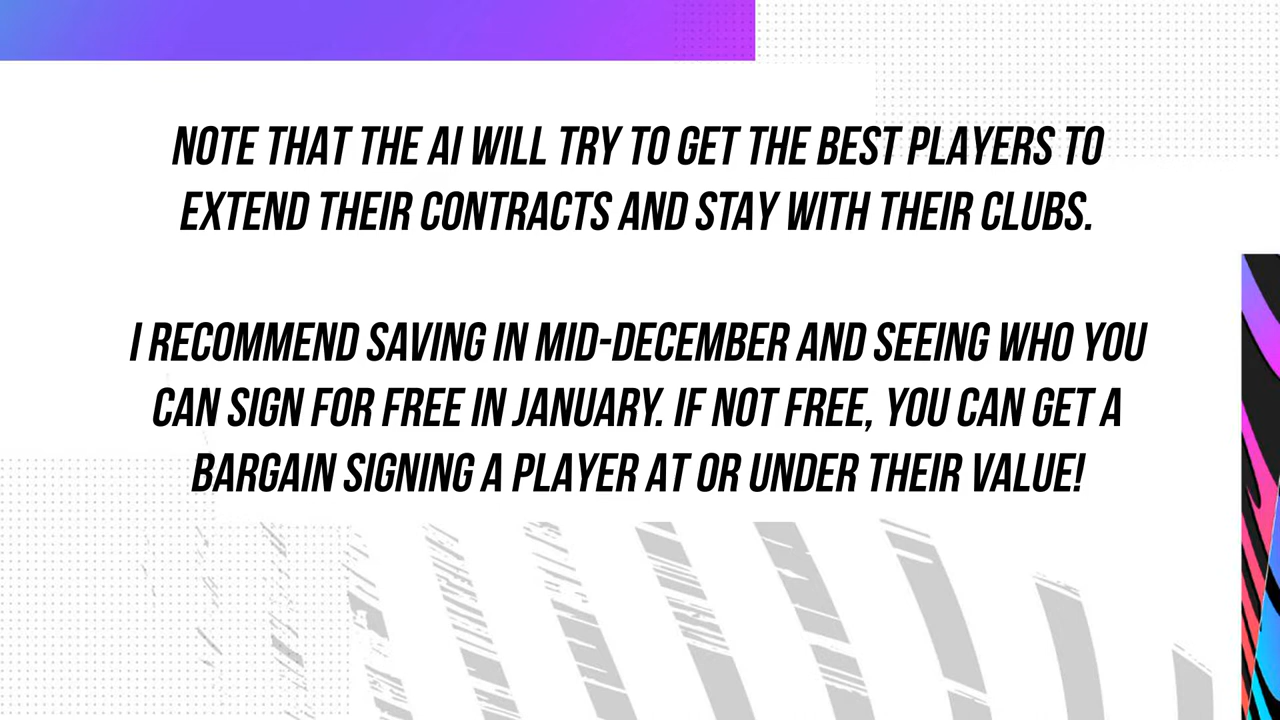 NOTE THAT THE AI WILL TRY TO GET THE BEST PLAYERS TO
EXTEND THEIR CONTRACTS AND STAY WITH THEIR CLUBS.
I RECOMMEND SAVING IN MID-DECEMBER AND SEEING WHO YOU
CAN SIGN FOR FREE IN JANUARY. IF NOT FREE, YOU CAN GET A
BARGAIN SIGNING A PLAYER AT OR UNDER THEIR VALUE!